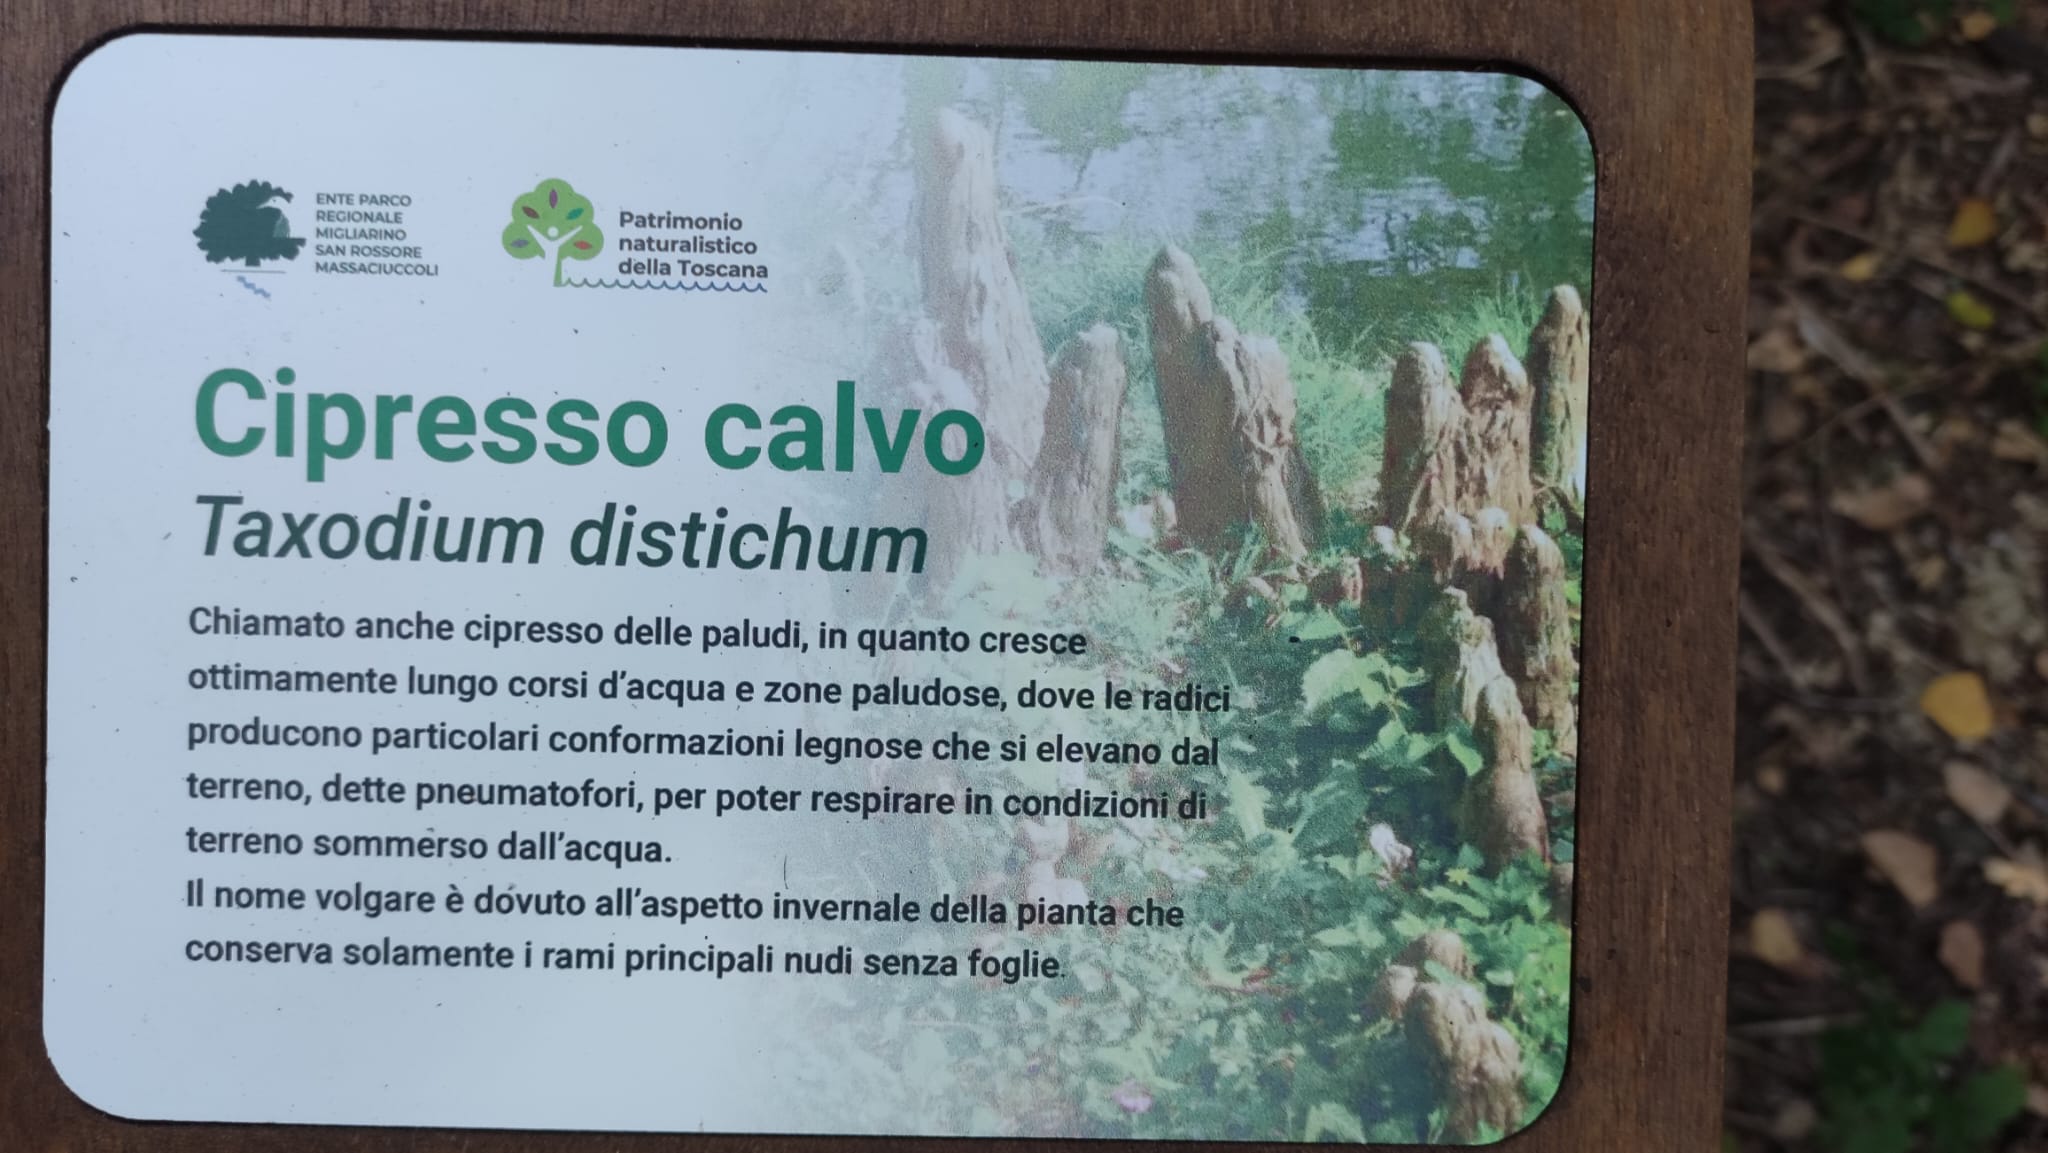 ENTE PARCO
REGIONALE
MIGLIARINO
SAN ROSSORE
MASSACIUCCOLI
Patrimonio
naturalistico
della Toscana
Cipresso calvo
Taxodium distichum
Chiamato anche cipresso delle paludi, in quanto cresce
ottimamente lungo corsi d'acqua e zone paludose, dove le radici
producono particolari conformazioni legnose che si elevano dal
terreno, dette pneumatofori, per poter respirare in condizioni di
terreno sommerso dall'acqua.
Il nome volgare è dovuto all'aspetto invernale della pianta che
conserva solamente i rami principali nudi senza foglie.